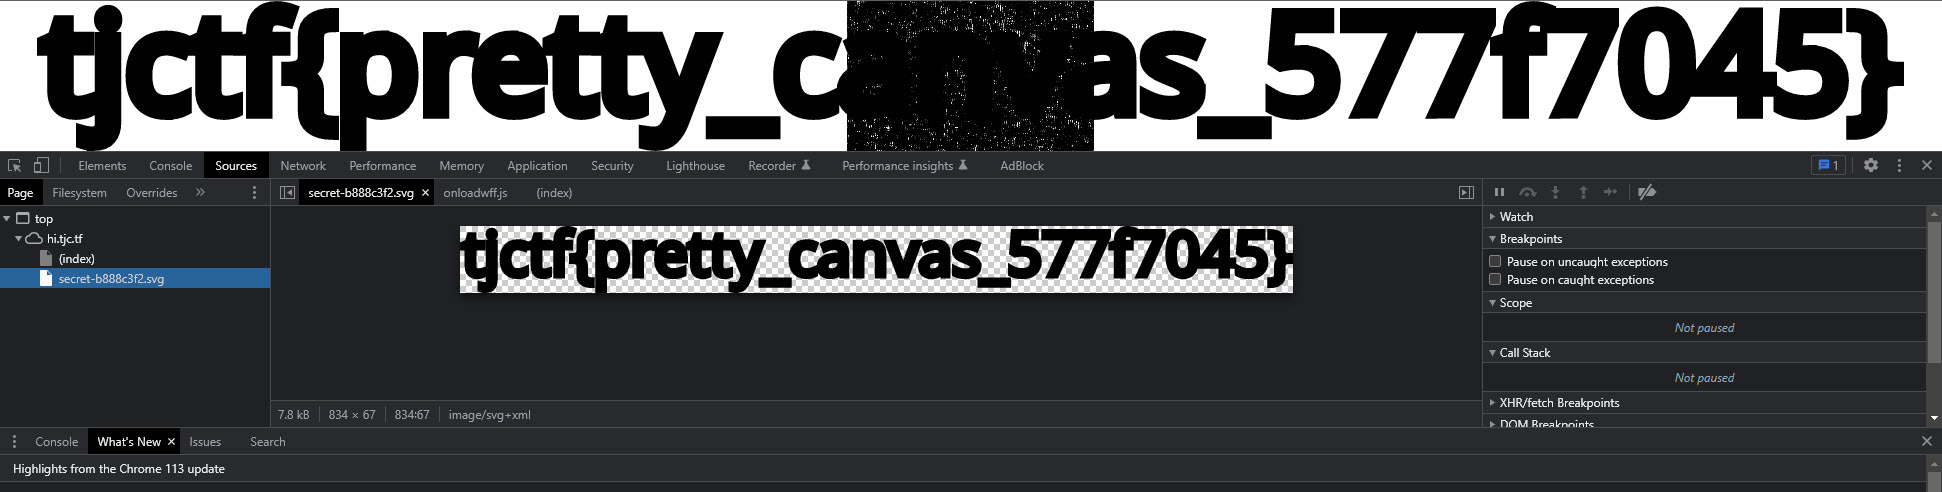 tjctf{pretty_canvas_577f7045}
Elements Console Sources Network Performance Memory Application Security Lighthouse Recorder Performance insights AdBlock 1
Page Filesystem Overrides » secret-b888c3f2.svg × onloadwff.js (index)
top
hi.tjc.tf
(index)
secret-b888c3f2.svg
tjctf{pretty_canvas_577f7045}
7.8 kB 834 × 67 834:67 image/svg+xml
Watch
Breakpoints
Pause on uncaught exceptions
Pause on caught exceptions
Scope
Not paused
Call Stack
Not paused
XHR/fetch Breakpoints
DOM Breakpoints
Console What's New × Issues Search
Highlights from the Chrome 113 update